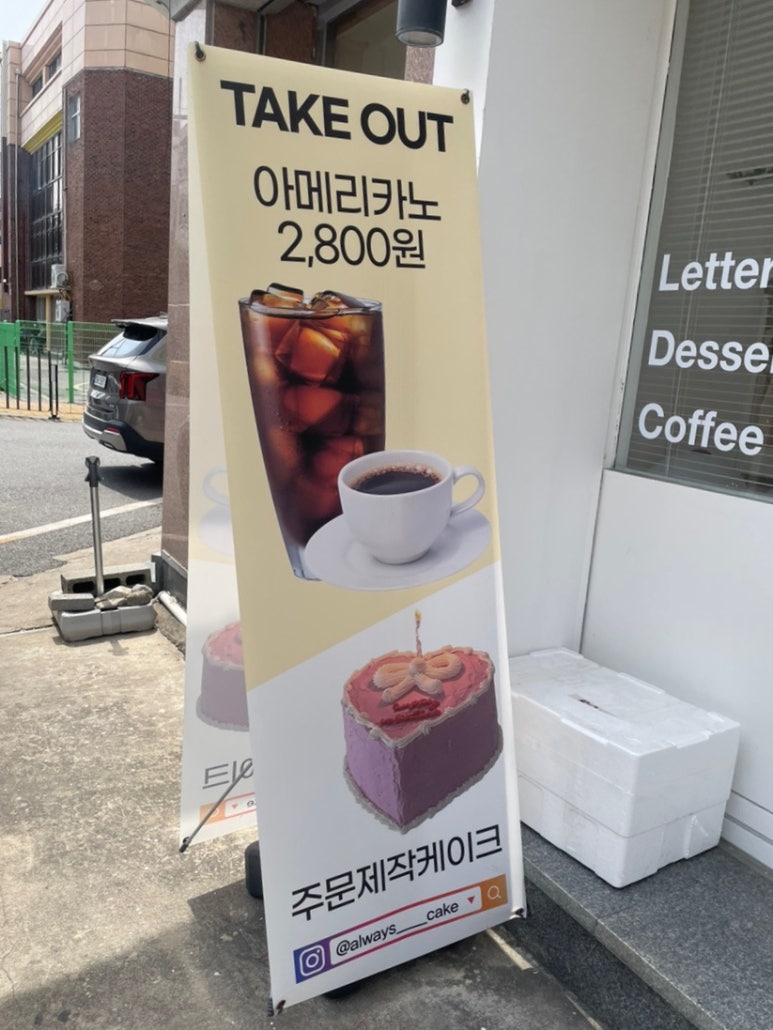 TAKE OUT
아메리카노
2,800원
주문제작케이크
@always___cake
Letter
Desse
Coffee